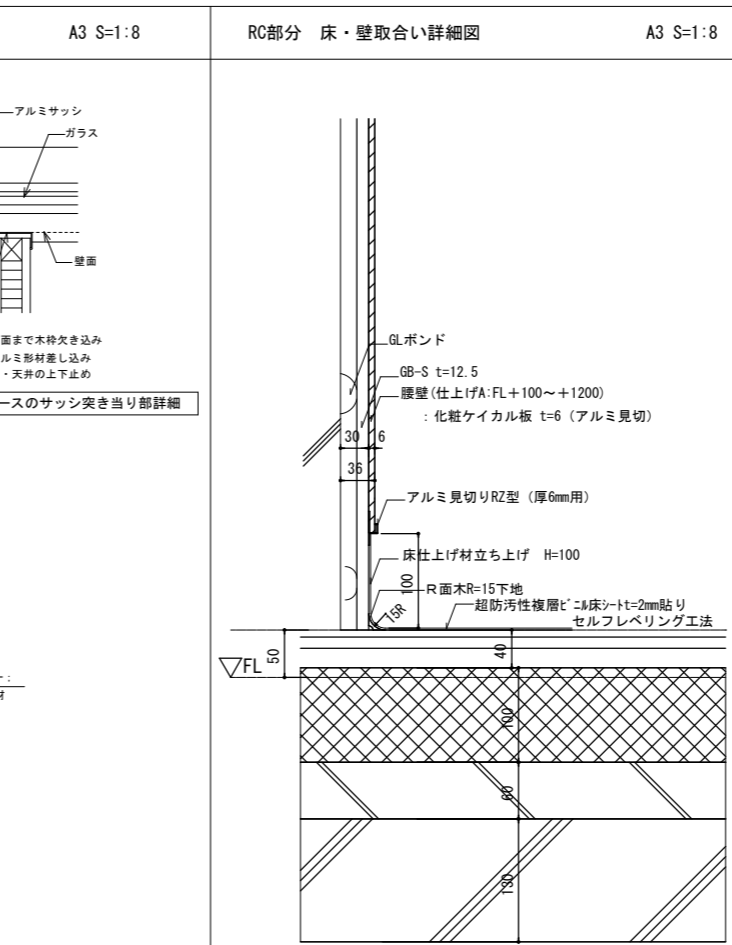 A3 S=1:8
アルミサッシ
ガラス
壁面
面まで木枠欠き込み
ルミ形材差し込み
・天井の上下止め
ースのサッシ突き当り部詳細
RC部分 床・壁取合い詳細図
A3 S=1:8
GLボンド
GB-S t=12.5
腰壁(仕上げA:FL+100～+1200)
: 化粧ケイカル板 t=6 (アルミ見切)
30
6
36
アルミ見切りRZ型 (厚6mm用)
床仕上げ材立ち上げ H=100
100
R面木R=15下地
15R
超防汚性複層ビニル床シートt=2mm貼り
セルフレベリング工法
50
40
FL
100
60
130